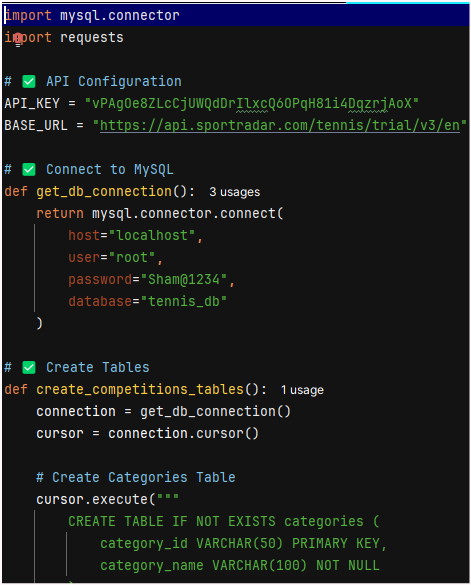 import mysql.connector
import requests
# ✅ API Configuration
API_KEY = "vPAgOe8ZLcCjUWQdDrIlxcQ6OPqH81i4DqzrjAoX"
BASE_URL = "https://api.sportradar.com/tennis/trial/v3/en"
# ✅ Connect to MySQL
def get_db_connection(): 3 usages
    return mysql.connector.connect(
        host="localhost",
        user="root",
        password="Sham@1234",
        database="tennis_db"
    )
# ✅ Create Tables
def create_competitions_tables(): 1 usage
    connection = get_db_connection()
    cursor = connection.cursor()
    # Create Categories Table
    cursor.execute("""
        CREATE TABLE IF NOT EXISTS categories (
            category_id VARCHAR(50) PRIMARY KEY,
            category_name VARCHAR(100) NOT NULL